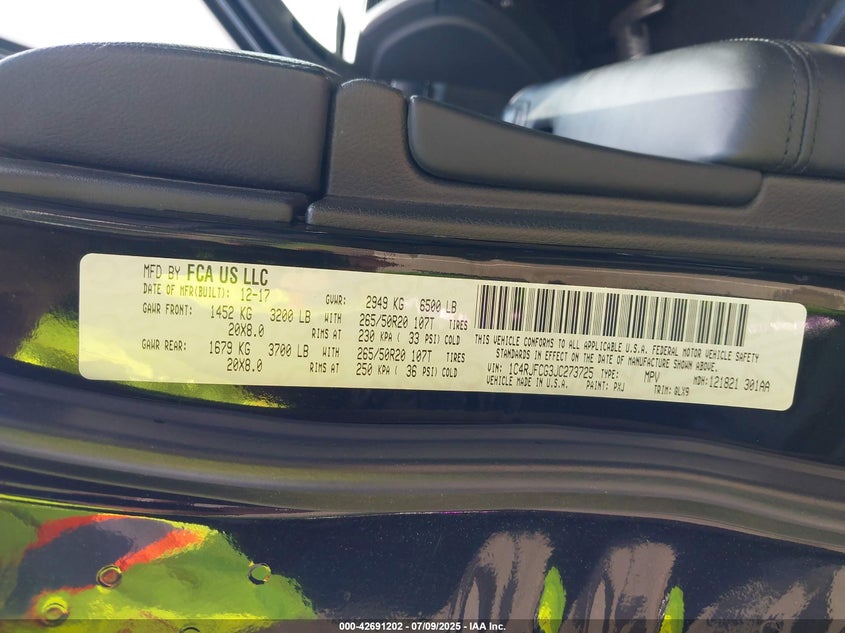 MFD BY FCA US LLC
DATE OF MFR(BUILT): 12-17 GVWR: 2949 KG 6500 LB
GAWR FRONT: 1452 KG 3200 LB WITH 265/50R20 107T TIRES
20X8.0 RIMS AT 230 KPA ( 33 PSI) COLD
GAWR REAR: 1679 KG 3700 LB WITH 265/50R20 107T TIRES
20X8.0 RIMS AT 250 KPA ( 36 PSI) COLD
THIS VEHICLE CONFORMS TO ALL APPLICABLE U.S.A. FEDERAL MOTOR VEHICLE SAFETY
STANDARDS IN EFFECT ON THE DATE OF MANUFACTURE SHOWN ABOVE.
VIN: 1C4RJFCG3JC273725 TYPE: MPV MDH: 121821 301AA
VEHICLE MADE IN U.S.A. PAINT: PXJ TRIM: QLX9
000-42691202 - 07/09/2025 - IAA Inc.